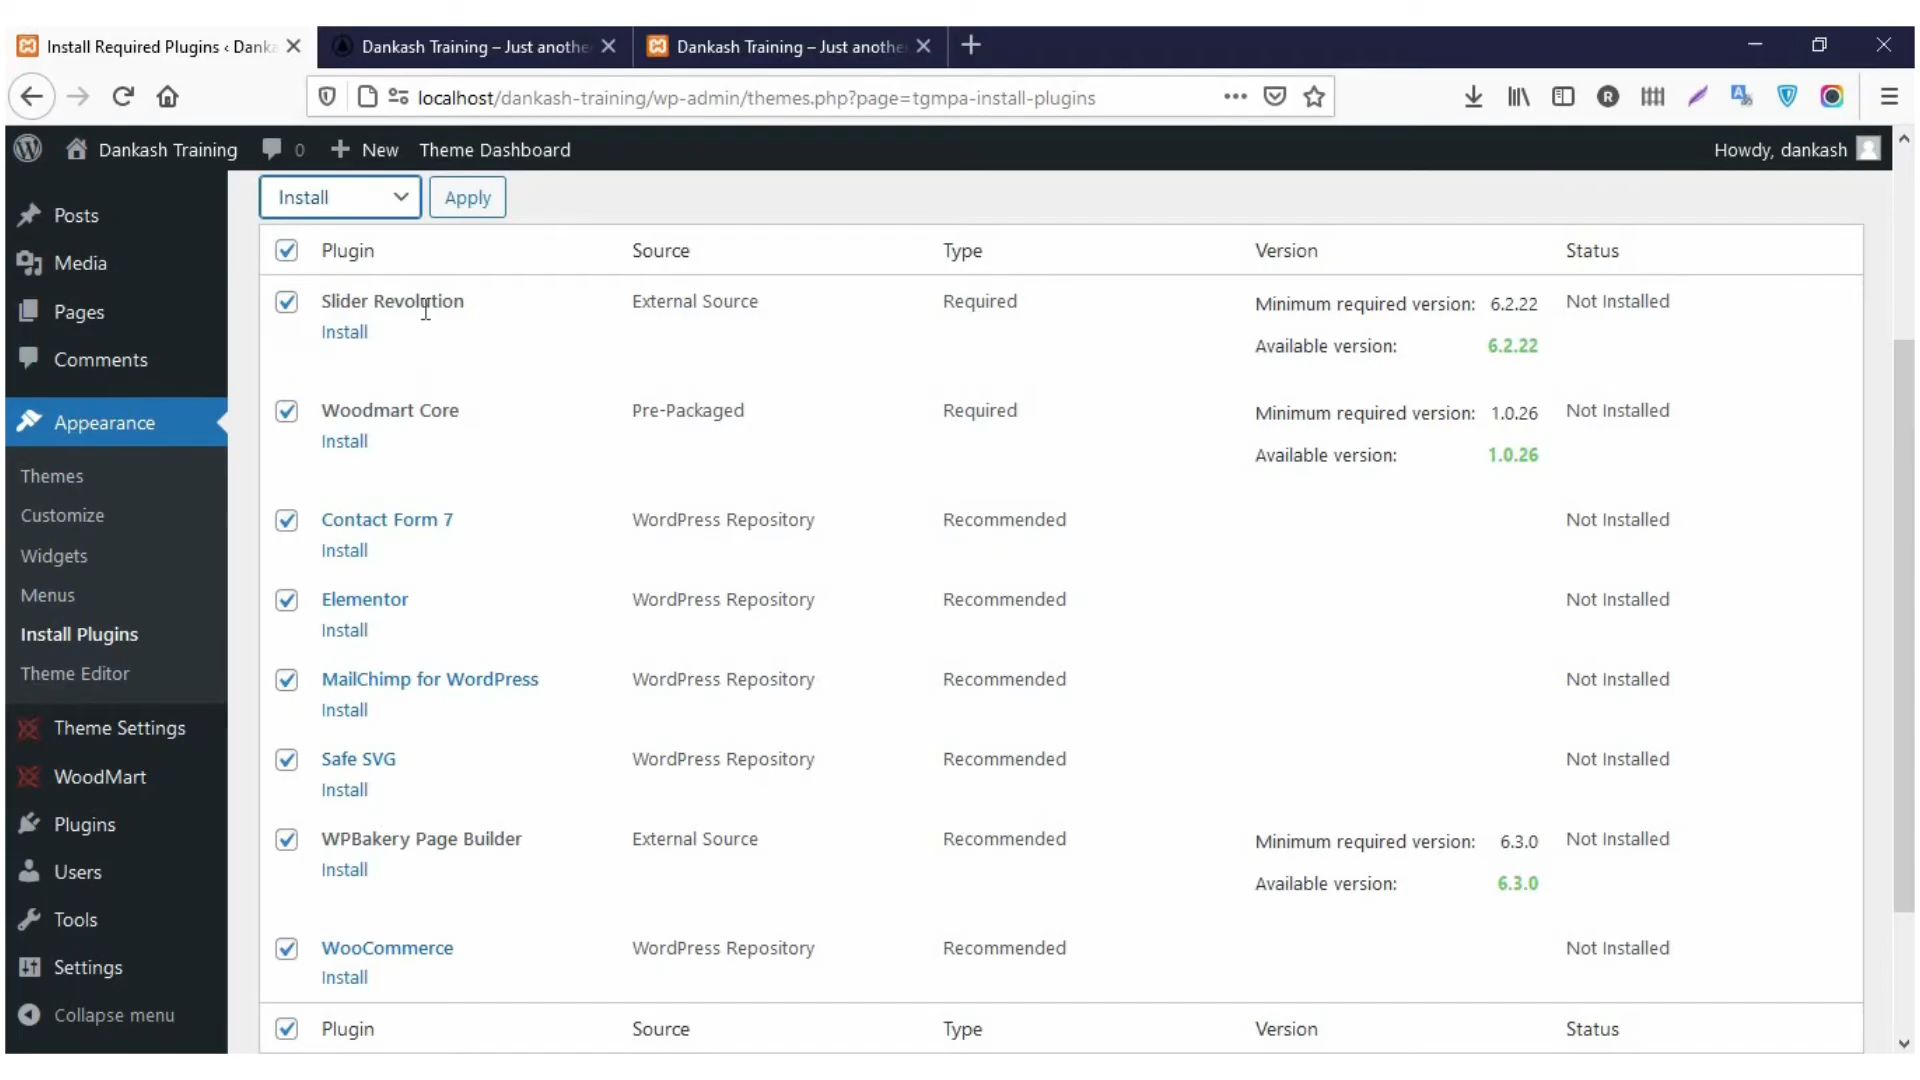 Install Required Plugins ‹ Danka
Dankash Training – Just anothe
Dankash Training – Just anothe
localhost/dankash-training/wp-admin/themes.php?page=tgmpa-install-plugins
Dankash Training 0 New Theme Dashboard Howdy, dankash
Install Apply
Posts
Media
Pages
Comments
Appearance
Themes
Customize
Widgets
Menus
Install Plugins
Theme Editor
Theme Settings
WoodMart
Plugins
Users
Tools
Settings
Collapse menu
Plugin Source Type Version Status
Slider Revolution External Source Required Minimum required version: 6.2.22 Not Installed
Install Available version: 6.2.22
Woodmart Core Pre-Packaged Required Minimum required version: 1.0.26 Not Installed
Install Available version: 1.0.26
Contact Form 7 WordPress Repository Recommended Not Installed
Install
Elementor WordPress Repository Recommended Not Installed
Install
MailChimp for WordPress WordPress Repository Recommended Not Installed
Install
Safe SVG WordPress Repository Recommended Not Installed
Install
WPBakery Page Builder External Source Recommended Minimum required version: 6.3.0 Not Installed
Install Available version: 6.3.0
WooCommerce WordPress Repository Recommended Not Installed
Install
Plugin Source Type Version Status